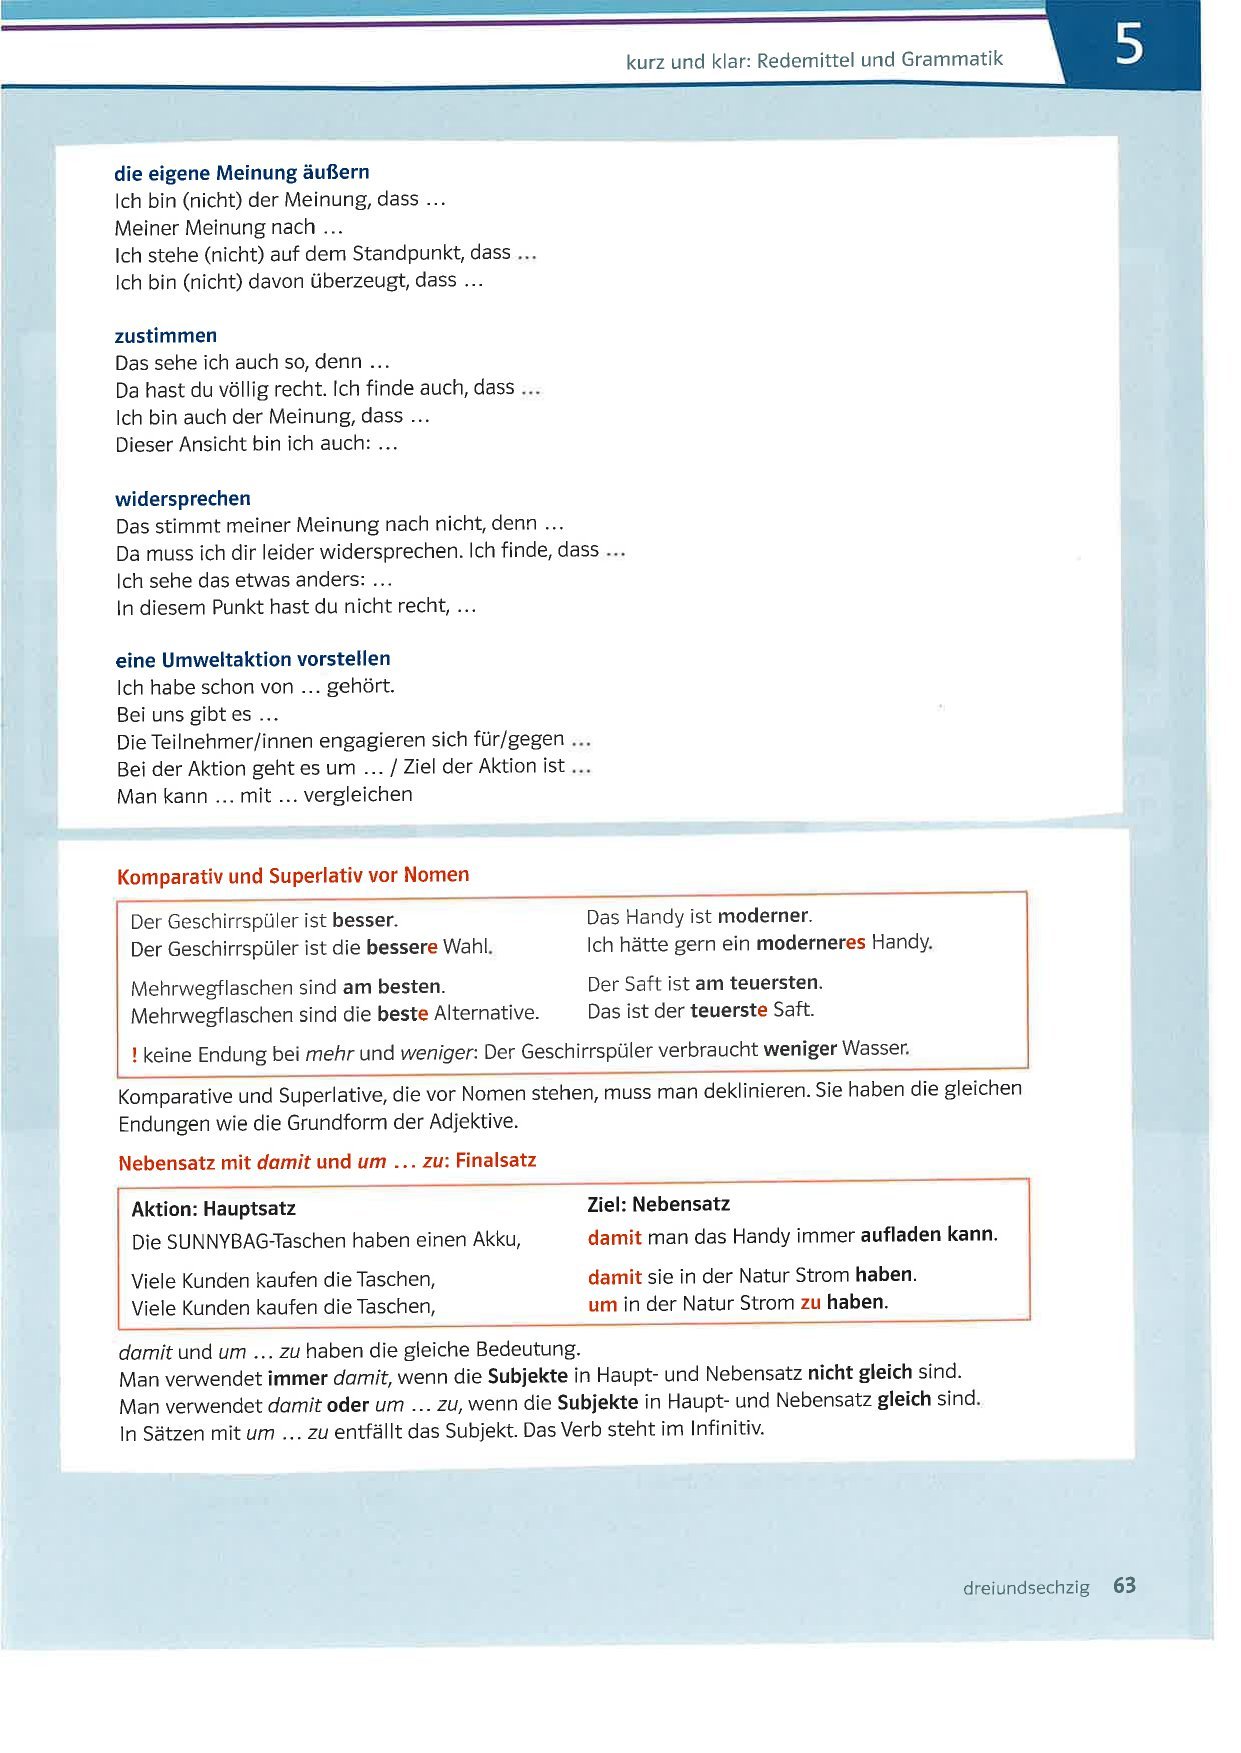 kurz und klar: Redemittel und Grammatik
5
die eigene Meinung äußern
Ich bin (nicht) der Meinung, dass ...
Meiner Meinung nach ...
Ich stehe (nicht) auf dem Standpunkt, dass ...
Ich bin (nicht) davon überzeugt, dass ...
zustimmen
Das sehe ich auch so, denn ...
Da hast du völlig recht. Ich finde auch, dass ...
Ich bin auch der Meinung, dass ...
Dieser Ansicht bin ich auch: ...
widersprechen
Das stimmt meiner Meinung nach nicht, denn ...
Da muss ich dir leider widersprechen. Ich finde, dass ...
Ich sehe das etwas anders: ...
In diesem Punkt hast du nicht recht, ...
eine Umweltaktion vorstellen
Ich habe schon von ... gehört.
Bei uns gibt es ...
Die Teilnehmer/innen engagieren sich für/gegen ...
Bei der Aktion geht es um ... / Ziel der Aktion ist ...
Man kann ... mit ... vergleichen
Komparativ und Superlativ vor Nomen
Der Geschirrspüler ist besser. Das Handy ist moderner.
Der Geschirrspüler ist die bessere Wahl. Ich hätte gern ein moderneres Handy.
Mehrwegflaschen sind am besten. Der Saft ist am teuersten.
Mehrwegflaschen sind die beste Alternative. Das ist der teuerste Saft.
! keine Endung bei mehr und weniger: Der Geschirrspüler verbraucht weniger Wasser.
Komparative und Superlative, die vor Nomen stehen, muss man deklinieren. Sie haben die gleichen
Endungen wie die Grundform der Adjektive.
Nebensatz mit damit und um ... zu: Finalsatz
Aktion: Hauptsatz Ziel: Nebensatz
Die SUNNYBAG-Taschen haben einen Akku, damit man das Handy immer aufladen kann.
Viele Kunden kaufen die Taschen, damit sie in der Natur Strom haben.
Viele Kunden kaufen die Taschen, um in der Natur Strom zu haben.
damit und um ... zu haben die gleiche Bedeutung.
Man verwendet immer damit, wenn die Subjekte in Haupt- und Nebensatz nicht gleich sind.
Man verwendet damit oder um ... zu, wenn die Subjekte in Haupt- und Nebensatz gleich sind.
In Sätzen mit um ... zu entfällt das Subjekt. Das Verb steht im Infinitiv.
dreiundsechzig 63